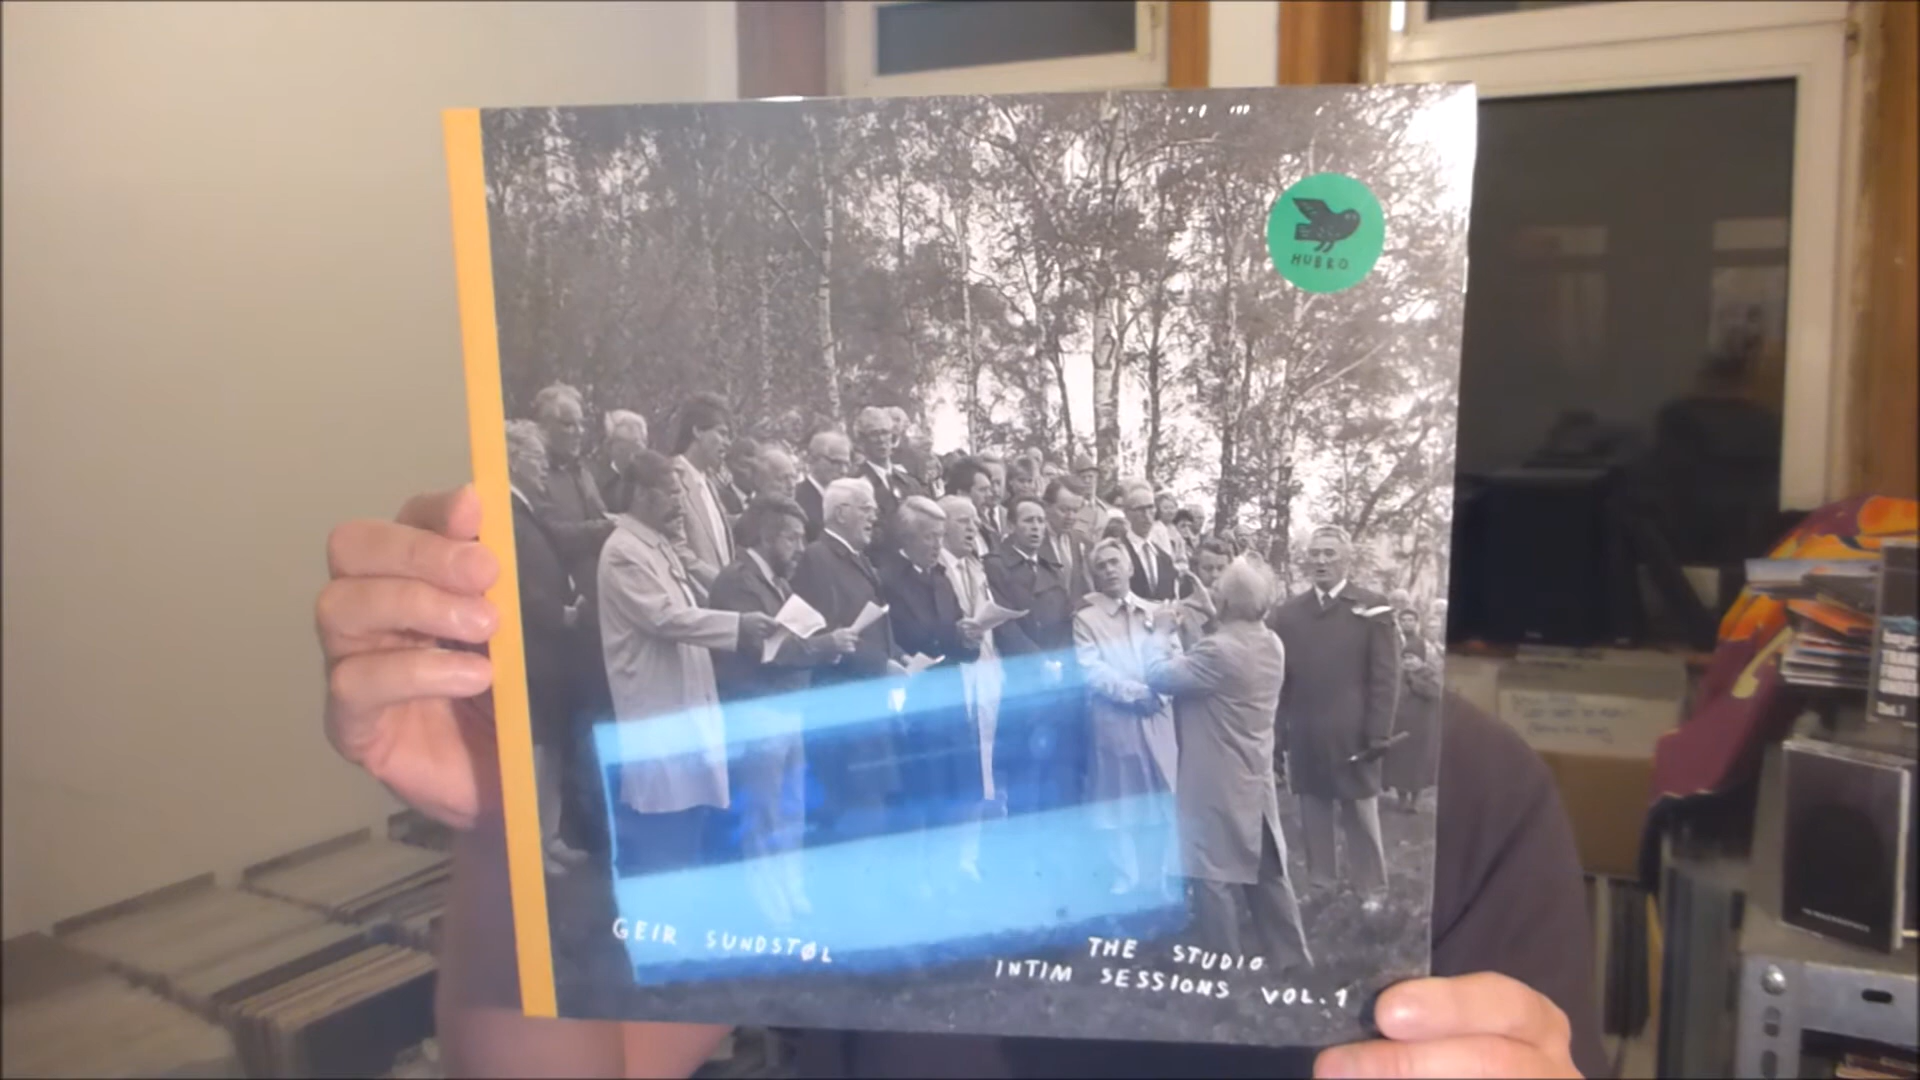 HUBRO
GEIR SUNDSTØL
THE STUDIO
INTIM SESSIONS VOL.1